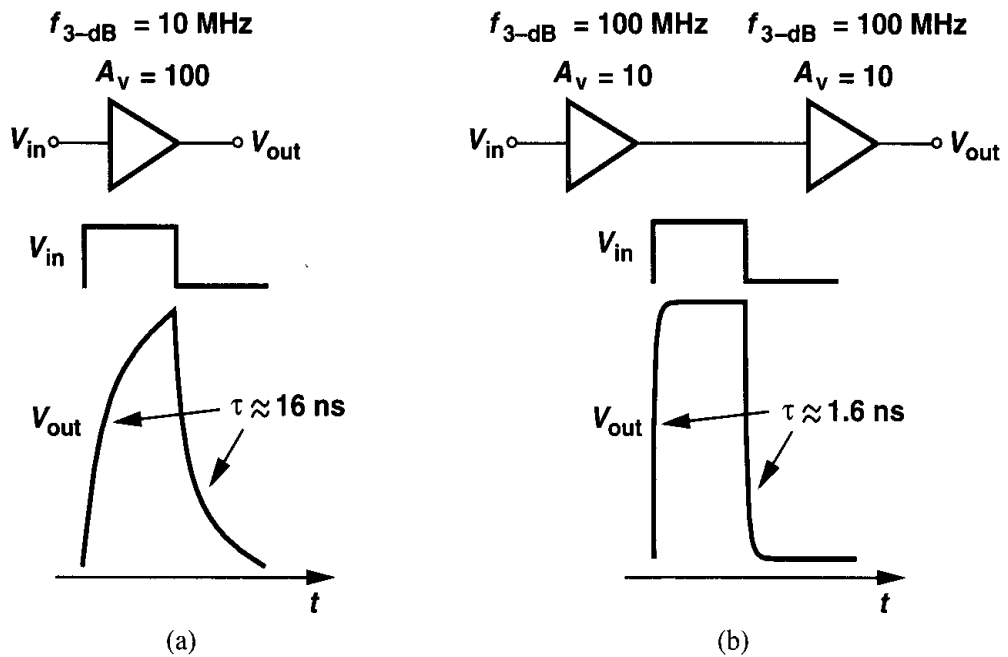 f3–dB = 10 MHz
Av = 100
Vin
Vout
Vin
Vout
τ ≈ 16 ns
t
(a)
f3–dB = 100 MHz f3–dB = 100 MHz
Av = 10 Av = 10
Vin
Vout
Vin
Vout
τ ≈ 1.6 ns
t
(b)